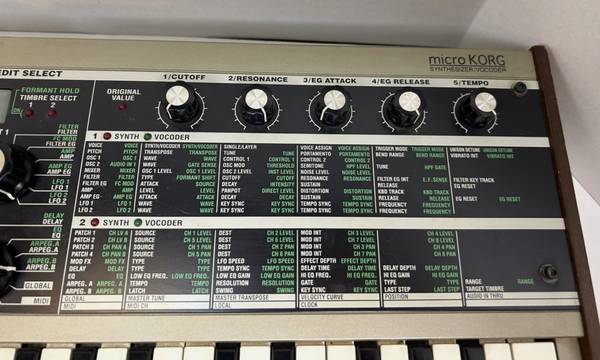 micro KORG
SYNTHESIZER/VOCODER
EDIT SELECT
FORMANT HOLD
TIMBRE SELECT
1 2
ORIGINAL VALUE
1/CUTOFF 2/RESONANCE 3/EG ATTACK 4/EG RELEASE 5/TEMPO
FILTER
FILTER
FC MOD
FILTER EG
AMP
AMP
AMP EG
AMP EG
LFO 1
LFO 1
LFO 2
LFO 2
DELAY
DELAY
EQ
EQ
ARPEG.A
ARPEG.A
ARPEG.B
ARPEG.B
GLOBAL
MIDI
1 SYNTH VOCODER
VOICE VOICE SYNTH/VOCODER SYNTH/VOCODER SINGLE/LAYER VOICE ASSIGN VOICE ASSIGN TRIGGER MODE TRIGGER MODE UNISON DETUNE UNISON DETUNE
PITCH PITCH TRANSPOSE TRANSPOSE TUNE TUNE PORTAMENTO PORTAMENTO BEND RANGE BEND RANGE VIBRATO INT VIBRATO INT
OSC 1 OSC 1 WAVE WAVE CONTROL 1 CONTROL 1 CONTROL 2 CONTROL 2
OSC 2 AUDIO IN 1 WAVE GATE SENSE OSC MOD THRESHOLD SEMITONE HPF LEVEL TUNE HPF GATE
MIXER MIXER OSC 1 LEVEL OSC 1 LEVEL OSC 2 LEVEL INST LEVEL NOISE LEVEL NOISE LEVEL
FILTER FILTER TYPE FORMANT SHIFT CUTOFF CUTOFF RESONANCE RESONANCE FILTER EG INT E.F. SENSE FILTER KEY TRACK
FILTER EG FC MOD ATTACK SOURCE DECAY INTENSITY SUSTAIN RELEASE EG RESET
AMP AMP LEVEL LEVEL PANPOT DIRECT LEVEL DISTORTION DISTORTION KBD TRACK KBD TRACK
AMP EG AMP EG ATTACK ATTACK DECAY DECAY SUSTAIN SUSTAIN RELEASE RELEASE EG RESET EG RESET
LFO 1 LFO 1 WAVE WAVE KEY SYNC KEY SYNC TEMPO SYNC TEMPO SYNC FREQUENCY FREQUENCY
LFO 2 LFO 2 WAVE WAVE KEY SYNC KEY SYNC TEMPO SYNC TEMPO SYNC FREQUENCY FREQUENCY
2 SYNTH VOCODER
PATCH 1 CH LV A SOURCE CH 1 LEVEL DEST CH 2 LEVEL MOD INT CH 3 LEVEL CH 4 LEVEL
PATCH 2 CH LV B SOURCE CH 5 LEVEL DEST CH 6 LEVEL MOD INT CH 7 LEVEL CH 8 LEVEL
PATCH 3 CH PAN A SOURCE CH 1 PAN DEST CH 2 PAN MOD INT CH 3 PAN CH 4 PAN
PATCH 4 CH PAN B SOURCE CH 5 PAN DEST CH 6 PAN MOD INT CH 7 PAN CH 8 PAN
MOD FX MOD FX TYPE TYPE LFO SPEED LFO SPEED EFFECT DEPTH EFFECT DEPTH
DELAY DELAY TYPE TYPE TEMPO SYNC TEMPO SYNC DELAY TIME DELAY TIME DELAY DEPTH DELAY DEPTH
EQ EQ LOW EQ FREQ. LOW EQ FREQ. LOW EQ GAIN LOW EQ GAIN HI EQ FREQ. HI EQ FREQ. HI EQ GAIN HI EQ GAIN
ARPEG. A ARPEG. A TEMPO TEMPO RESOLUTION RESOLUTION GATE GATE TYPE TYPE RANGE RANGE
ARPEG. B ARPEG. B LATCH LATCH SWING SWING KEY SYNC KEY SYNC LAST STEP LAST STEP TARGET TIMBRE
GLOBAL MASTER TUNE MASTER TRANSPOSE VELOCITY CURVE POSITION AUDIO IN THRU
MIDI MIDI CH LOCAL CLOCK